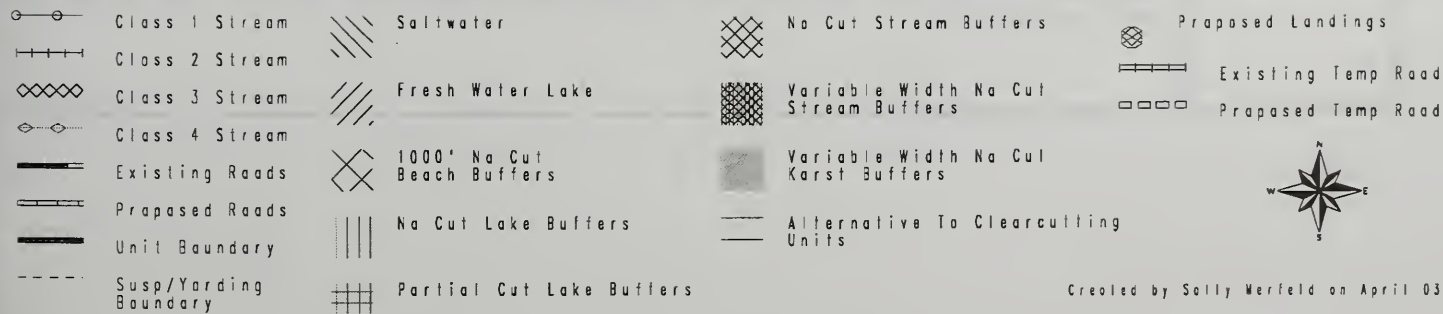 Class 1 Stream
Class 2 Stream
Class 3 Stream
Class 4 Stream
Existing Roads
Proposed Roads
Unit Boundary
Susp/Yarding
Boundary
Saltwater
Fresh Water Lake
1000' No Cut
Beach Buffers
No Cut Lake Buffers
Partial Cut Lake Buffers
No Cut Stream Buffers
Variable Width No Cut
Stream Buffers
Variable Width No Cut
Karst Buffers
Alternative To Clearcutting
Units
Proposed Landings
Existing Temp Road
Proposed Temp Road
N
W E
S
Created by Sally Werfeld on April 03